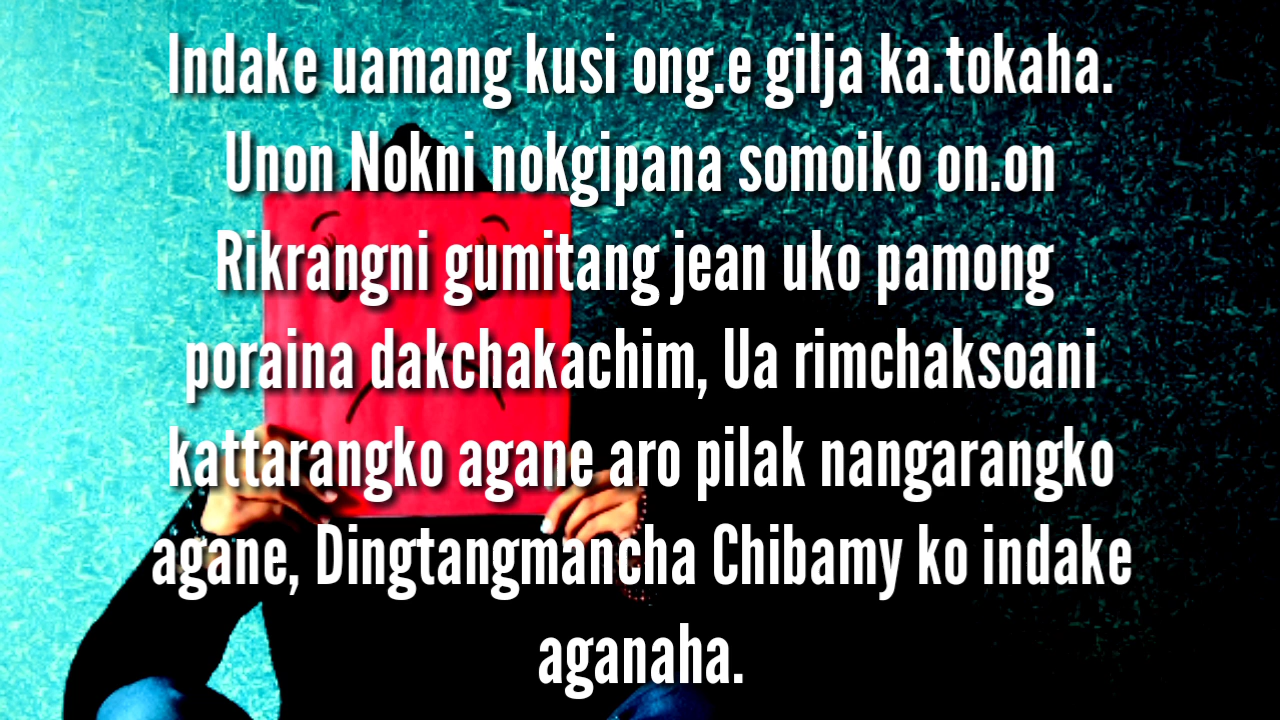 Indake uamang kusi ong.e gilja ka.tokaha.
Unon Nokni nokgipana somoiko on.on
Rikrangni gumitang jean uko pamong
poraina dakchakachim, Ua rimchaksoani
kattarangko agane aro pilak nangarangko
agane, Dingtangmancha Chibamy ko indake
aganaha.